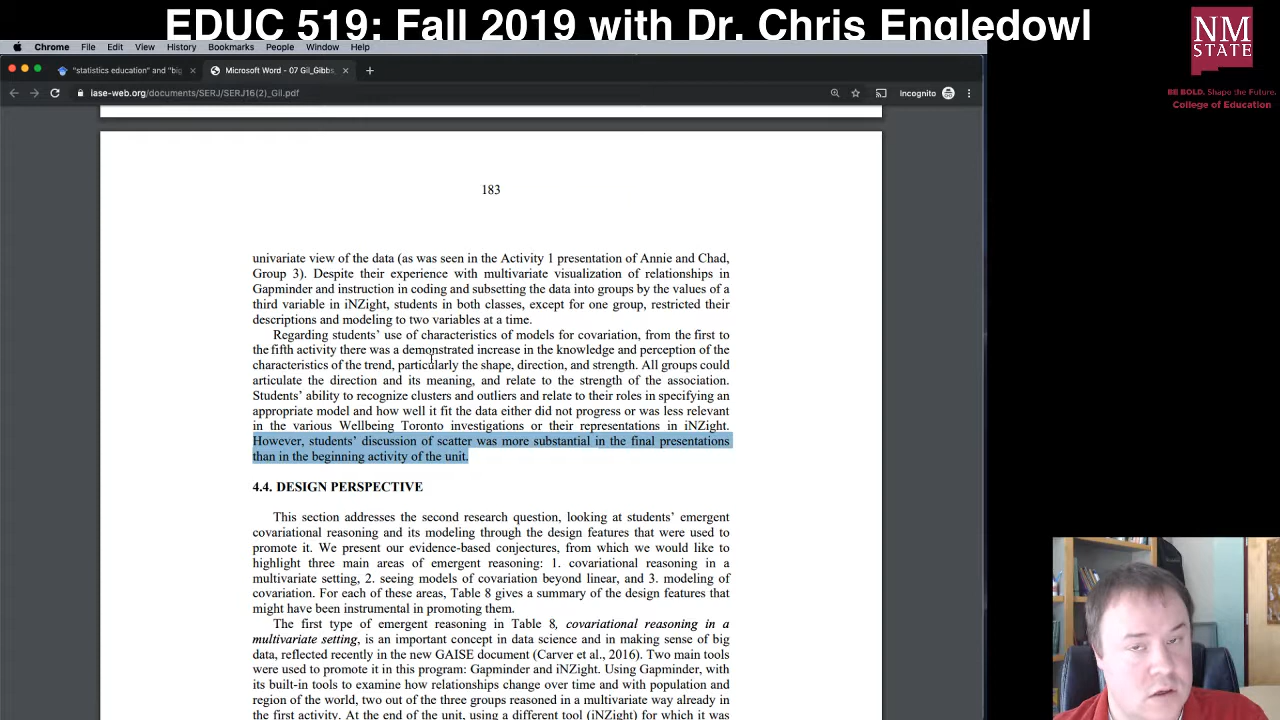 EDUC 519: Fall 2019 with Dr. Chris Engledowl
NM
STATE
BE BOLD. Shape the Future.
College of Education
Chrome File Edit View History Bookmarks People Window Help
"statistics education" and "big
Microsoft Word - 07 Gil_Gibbs
iase-web.org/documents/SERJ/SERJ16(2)_Gil.pdf
Incognito
183
univariate view of the data (as was seen in the Activity 1 presentation of Annie and Chad,
Group 3). Despite their experience with multivariate visualization of relationships in
Gapminder and instruction in coding and subsetting the data into groups by the values of a
third variable in iNZight, students in both classes, except for one group, restricted their
descriptions and modeling to two variables at a time.
Regarding students' use of characteristics of models for covariation, from the first to
the fifth activity there was a demonstrated increase in the knowledge and perception of the
characteristics of the trend, particularly the shape, direction, and strength. All groups could
articulate the direction and its meaning, and relate to the strength of the association.
Students' ability to recognize clusters and outliers and relate to their roles in specifying an
appropriate model and how well it fit the data either did not progress or was less relevant
in the various Wellbeing Toronto investigations or their representations in iNZight.
However, students' discussion of scatter was more substantial in the final presentations
than in the beginning activity of the unit.
4.4. DESIGN PERSPECTIVE
This section addresses the second research question, looking at students' emergent
covariational reasoning and its modeling through the design features that were used to
promote it. We present our evidence-based conjectures, from which we would like to
highlight three main areas of emergent reasoning: 1. covariational reasoning in a
multivariate setting, 2. seeing models of covariation beyond linear, and 3. modeling of
covariation. For each of these areas, Table 8 gives a summary of the design features that
might have been instrumental in promoting them.
The first type of emergent reasoning in Table 8, covariational reasoning in a
multivariate setting, is an important concept in data science and in making sense of big
data, reflected recently in the new GAISE document (Carver et al., 2016). Two main tools
were used to promote it in this program: Gapminder and iNZight. Using Gapminder, with
its built-in tools to examine how relationships change over time and with population and
region of the world, two out of the three groups reasoned in a multivariate way already in
the first activity. At the end of the unit, using a different tool (iNZight) for which it was